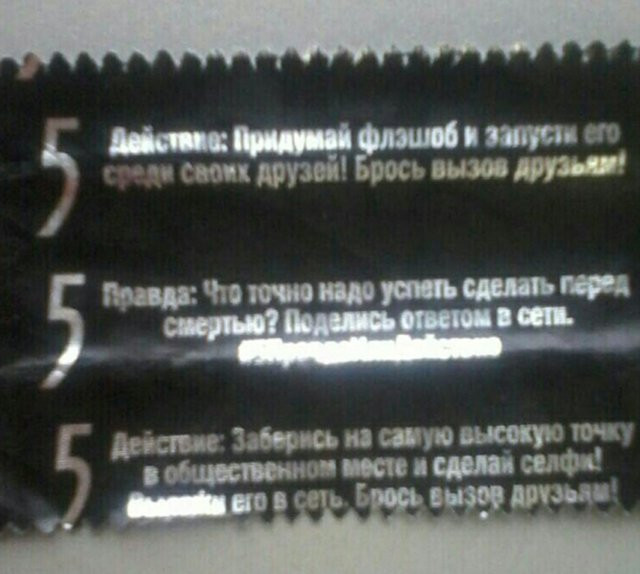 5
Действие: Придумай флэшоб и запусти его
среди своих друзей! Брось вызов друзьям!
5
Правда: Что точно надо успеть сделать перед
смертью? Поделись ответом в сети.
#5ПравдаИлиДействие
5
Действие: Заберись на самую высокую точку
в общественном месте и сделай селфи!
его в сеть. Брось вызов друзьям!